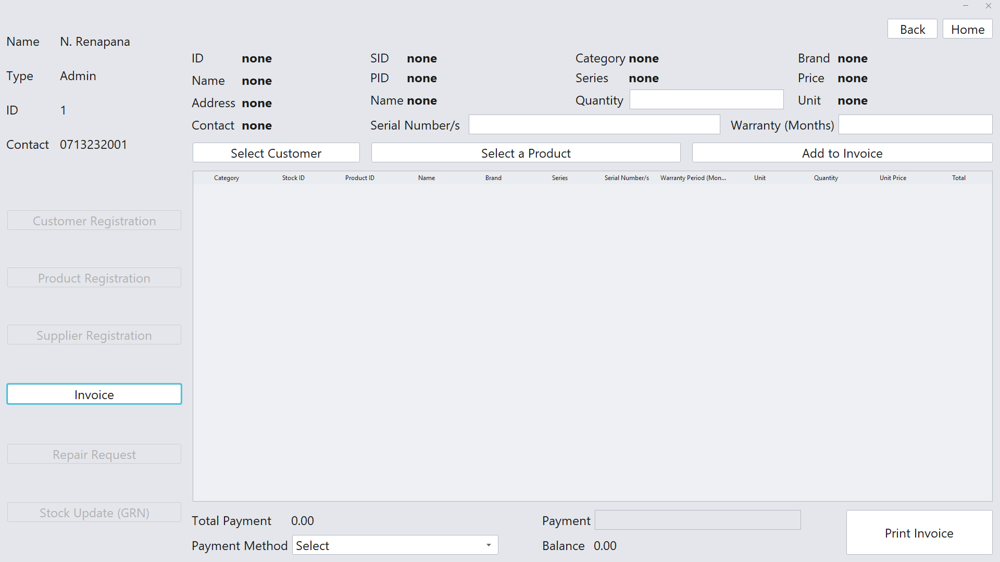 Back Home
Name N. Renapana
Type Admin
ID 1
Contact 0713232001
ID none SID none Category none Brand none
Name none PID none Series none Price none
Address none Name none Quantity Unit none
Contact none Serial Number/s Warranty (Months)
Select Customer Select a Product Add to Invoice
Category Stock ID Product ID Name Brand Series Serial Number/s Warranty Period (Mon... Unit Quantity Unit Price Total
Customer Registration
Product Registration
Supplier Registration
Invoice
Repair Request
Stock Update (GRN)
Total Payment 0.00 Payment
Payment Method Select Balance 0.00
Print Invoice